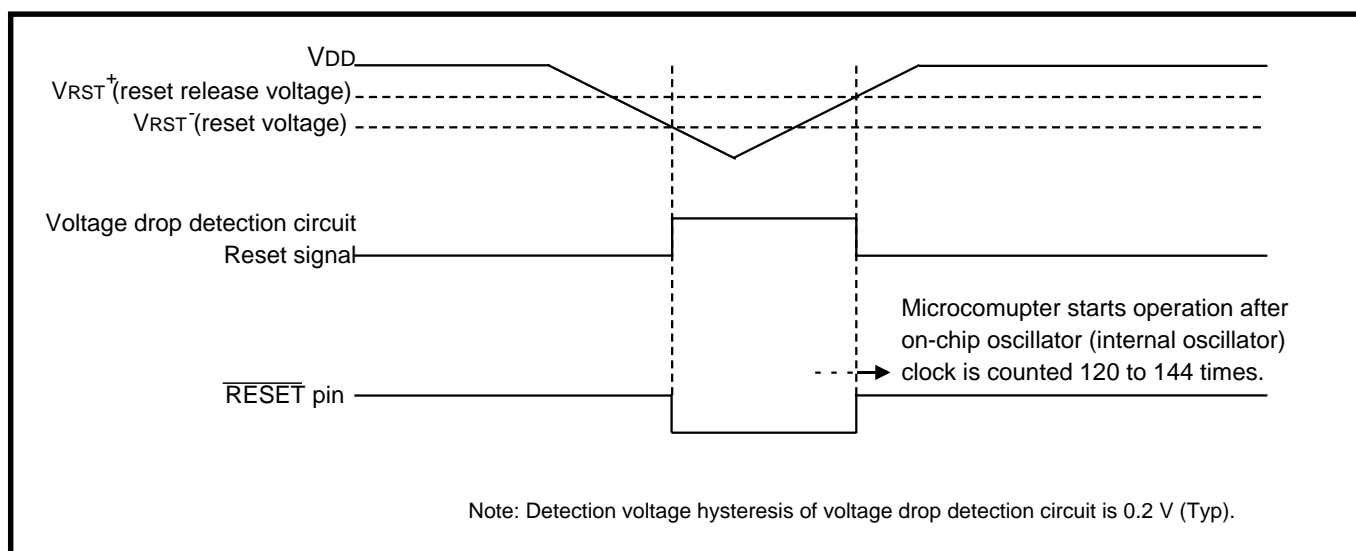 VDD
VRST+(reset release voltage)
VRST-(reset voltage)
Voltage drop detection circuit
Reset signal
Microcomupter starts operation after
on-chip oscillator (internal oscillator)
clock is counted 120 to 144 times.
RESET pin
Note: Detection voltage hysteresis of voltage drop detection circuit is 0.2 V (Typ).